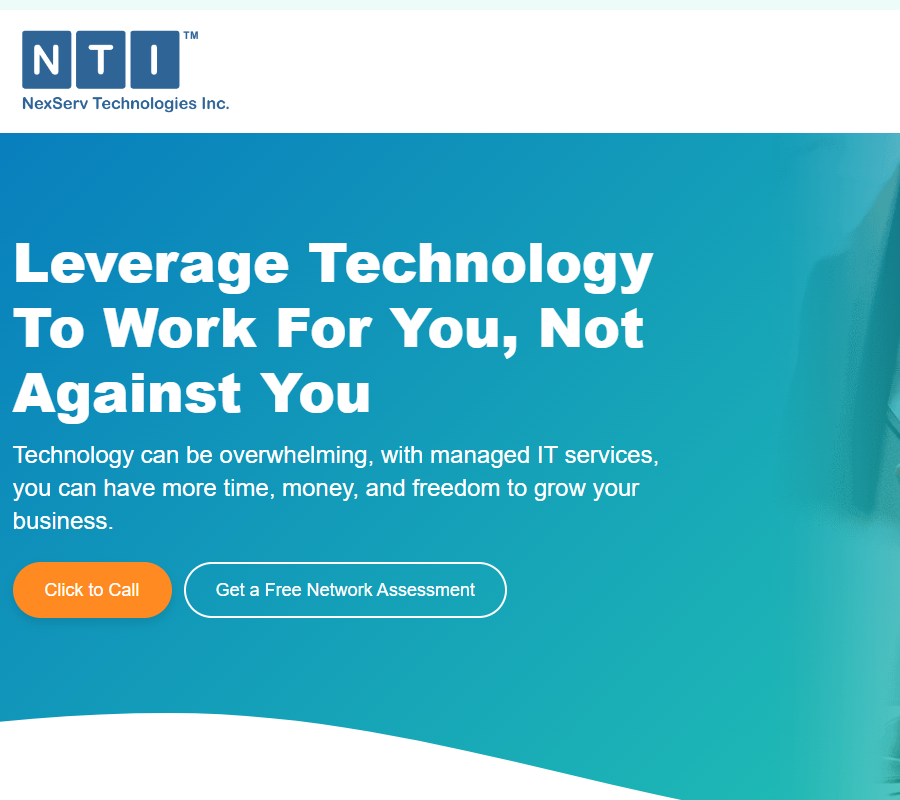 NTI™
NexServ Technologies Inc.
Leverage Technology
To Work For You, Not
Against You
Technology can be overwhelming, with managed IT services,
you can have more time, money, and freedom to grow your
business.
Click to Call
Get a Free Network Assessment